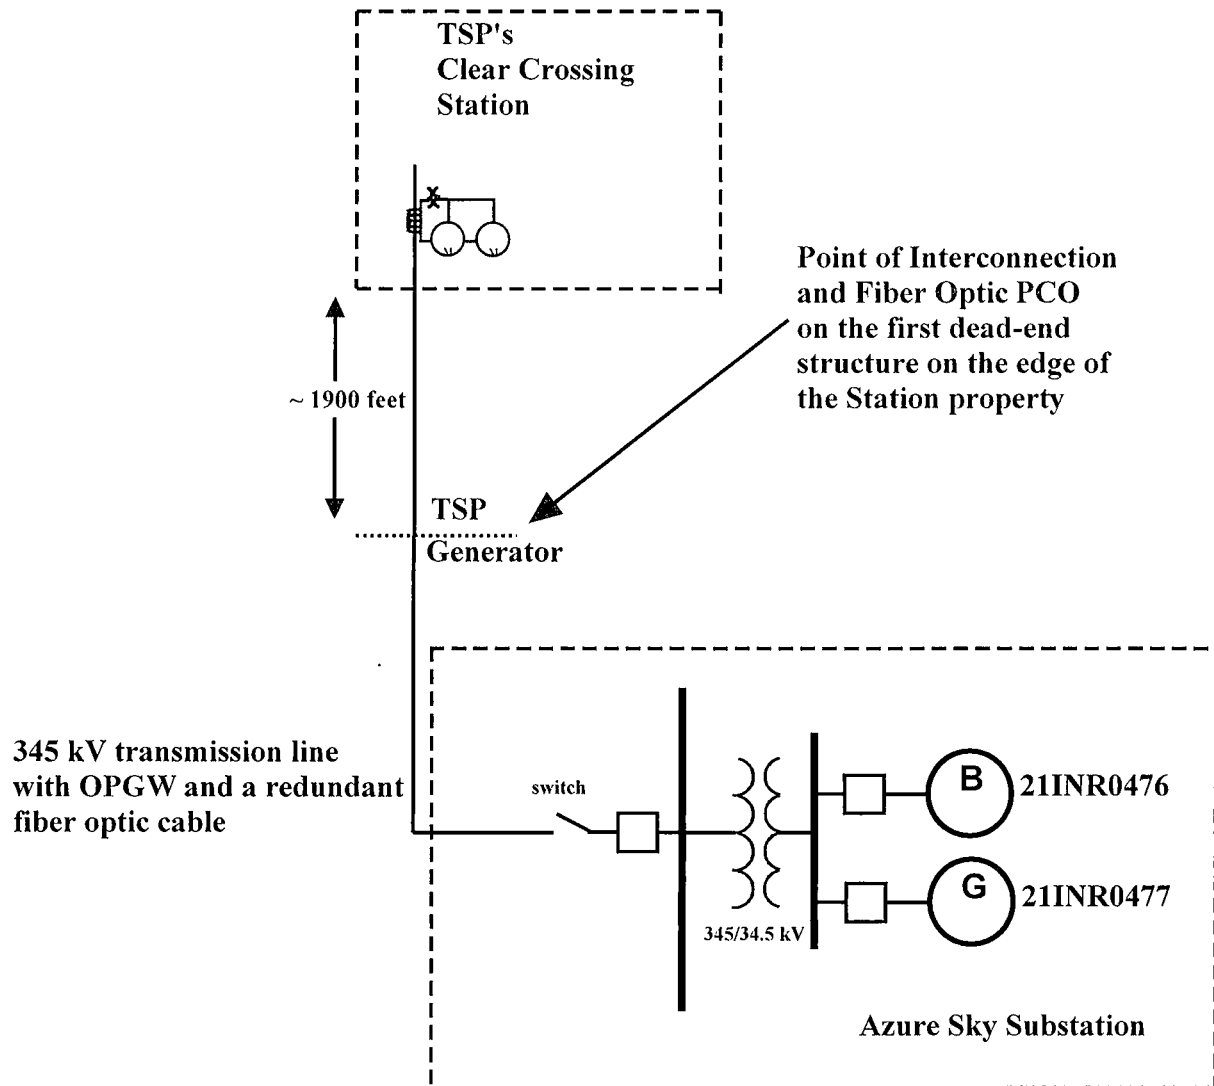 TSP's
Clear Crossing
Station
Point of Interconnection
and Fiber Optic PCO
on the first dead-end
structure on the edge of
the Station property
~ 1900 feet
TSP
Generator
345 kV transmission line
with OPGW and a redundant
fiber optic cable
switch
B
21INR0476
G
21INR0477
345/34.5 kV
Azure Sky Substation